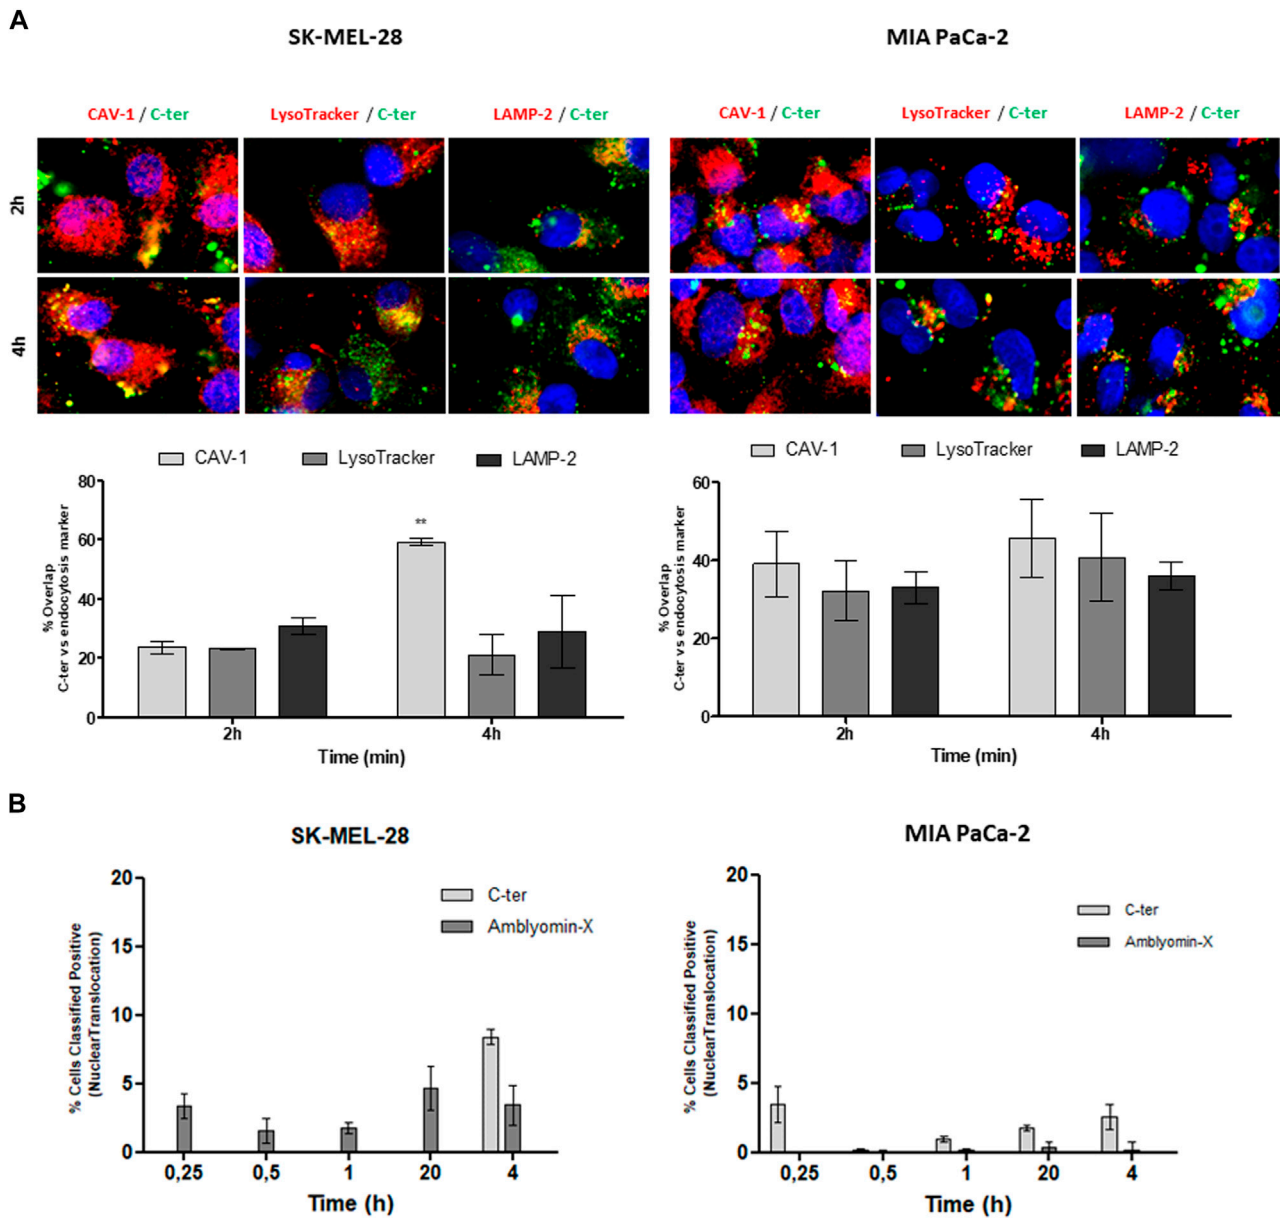 A
SK-MEL-28
MIA PaCa-2
CAV-1 / C-ter
LysoTracker / C-ter
LAMP-2 / C-ter
CAV-1 / C-ter
LysoTracker / C-ter
LAMP-2 / C-ter
2h
4h
CAV-1
LysoTracker
LAMP-2
80
60
40
20
0
% Overlap
C-ter vs endocytosis marker
**
2h
4h
Time (min)
CAV-1
LysoTracker
LAMP-2
60
40
20
0
% Overlap
C-ter vs endocytosis marker
2h
4h
Time (min)
B
SK-MEL-28
20
15
10
5
0
% Cells Classified Positive
(NuclearTranslocation)
C-ter
Amblyomin-X
0,25
0,5
1
20
4
Time (h)
MIA PaCa-2
20
15
10
5
0
% Cells Classified Positive
(NuclearTranslocation)
C-ter
Amblyomin-X
0,25
0,5
1
20
4
Time (h)